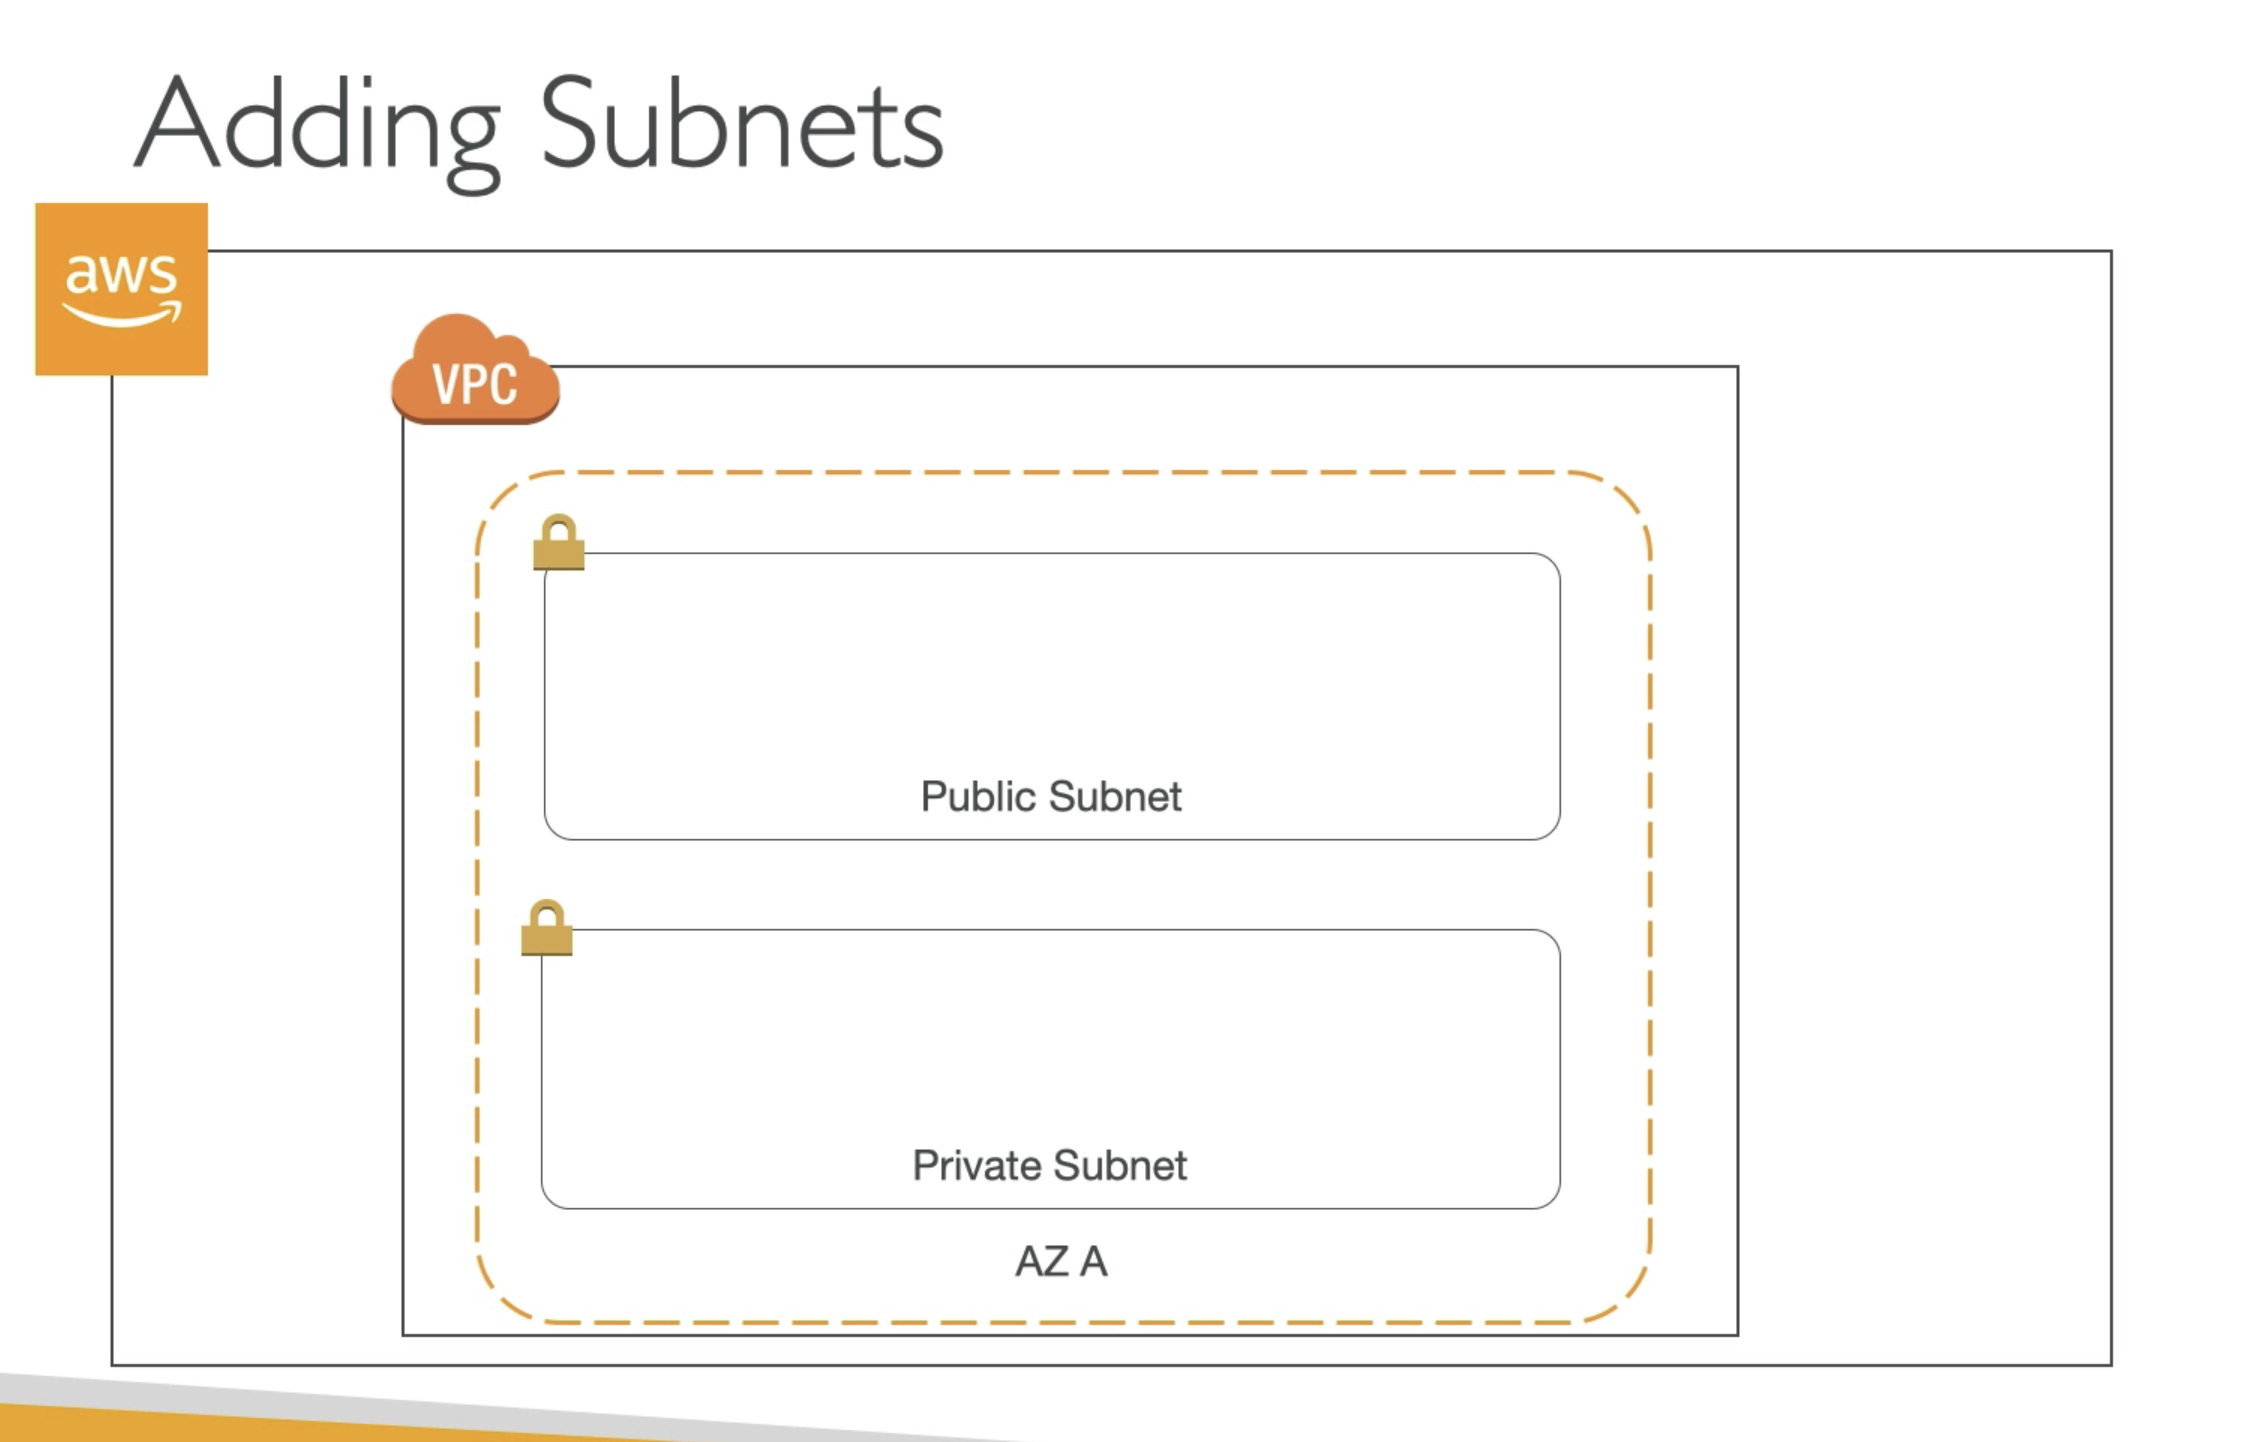 Adding Subnets
aws
VPC
Public Subnet
Private Subnet
AZ A